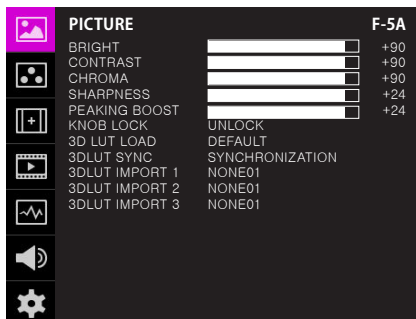 PICTURE F-5A
BRIGHT +90
CONTRAST +90
CHROMA +90
SHARPNESS +24
PEAKING BOOST +24
KNOB LOCK UNLOCK
3D LUT LOAD DEFAULT
3DLUT SYNC SYNCHRONIZATION
3DLUT IMPORT 1 NONE01
3DLUT IMPORT 2 NONE01
3DLUT IMPORT 3 NONE01